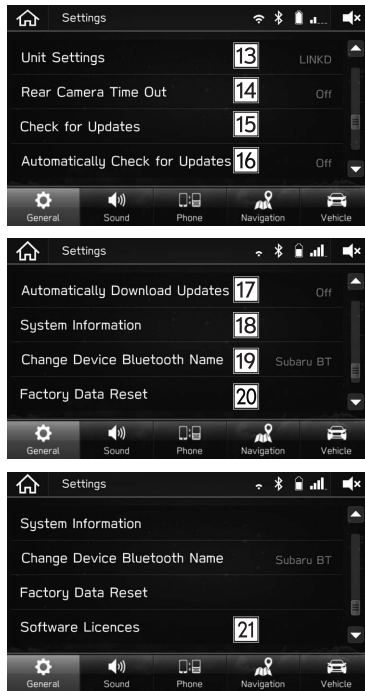 Settings
Unit Settings 13 LINKD
Rear Camera Time Out 14 Off
Check for Updates 15
Automatically Check for Updates 16 Off
General Sound Phone Navigation Vehicle
Settings
Automatically Download Updates 17 Off
System Information 18
Change Device Bluetooth Name 19 Subaru BT
Factory Data Reset 20
General Sound Phone Navigation Vehicle
Settings
System Information
Change Device Bluetooth Name Subaru BT
Factory Data Reset
Software Licences 21
General Sound Phone Navigation Vehicle